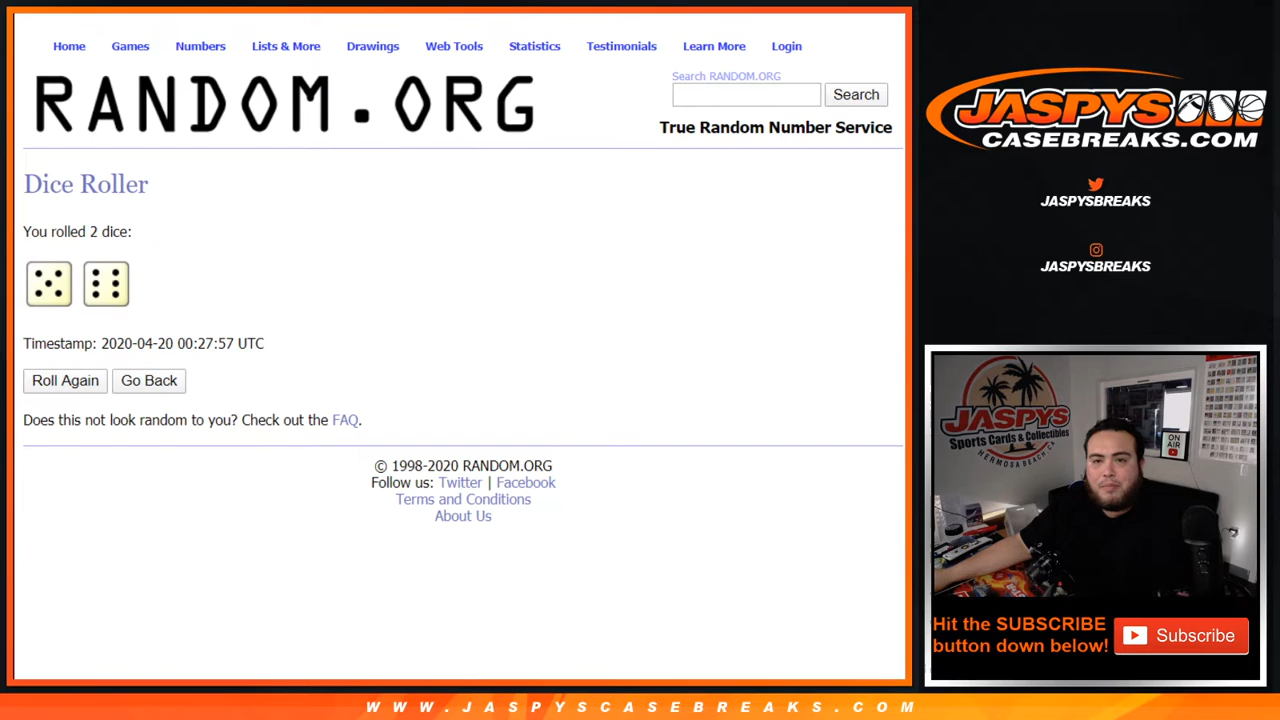 Home Games Numbers Lists & More Drawings Web Tools Statistics Testimonials Learn More Login
RANDOM.ORG
Search RANDOM.ORG
Search
True Random Number Service
Dice Roller
You rolled 2 dice:
Timestamp: 2020-04-20 00:27:57 UTC
Roll Again Go Back
Does this not look random to you? Check out the FAQ.
© 1998-2020 RANDOM.ORG
Follow us: Twitter | Facebook
Terms and Conditions
About Us
JASPYS
CASEBREAKS.COM
JASPYSBREAKS
JASPYSBREAKS
JASPYS
Sports Cards & Collectibles
HERMOSA BEACH, CA
ON
AIR
Hit the SUBSCRIBE
button down below!
Subscribe
WWW.JASPYSCASEBREAKS.COM